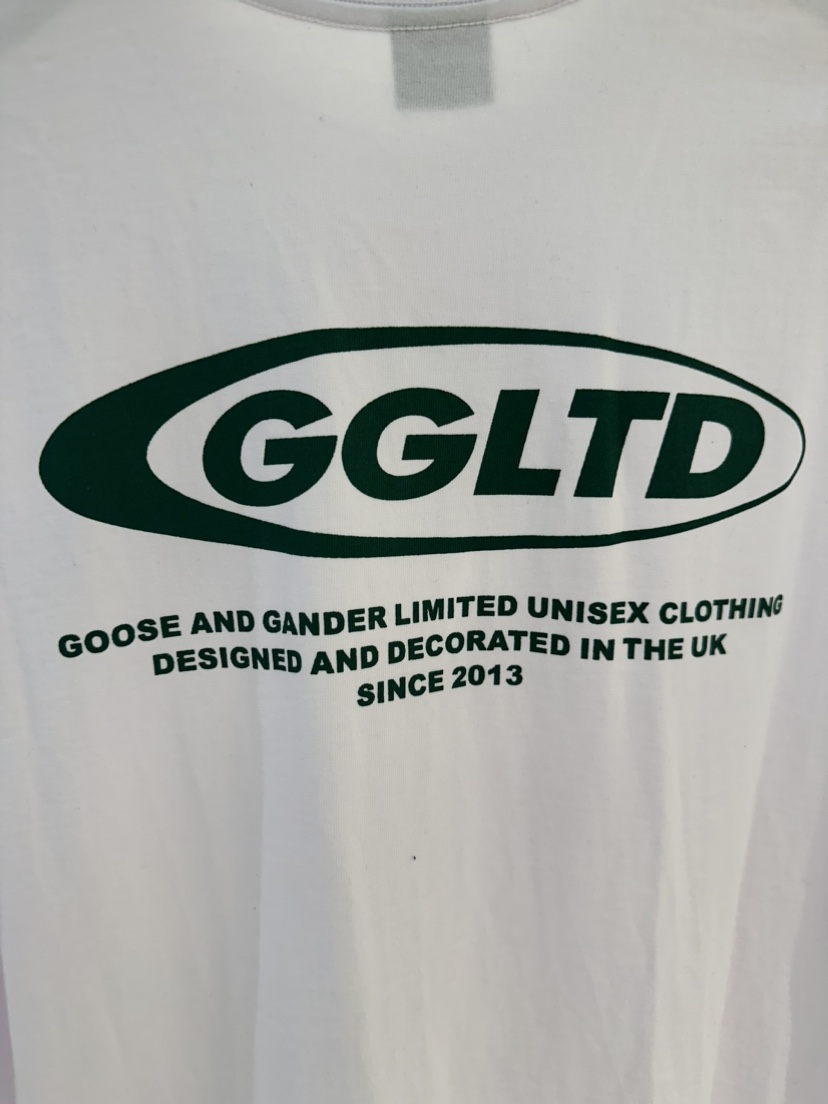 GGLTD
GOOSE AND GANDER LIMITED UNISEX CLOTHING
DESIGNED AND DECORATED IN THE UK
SINCE 2013